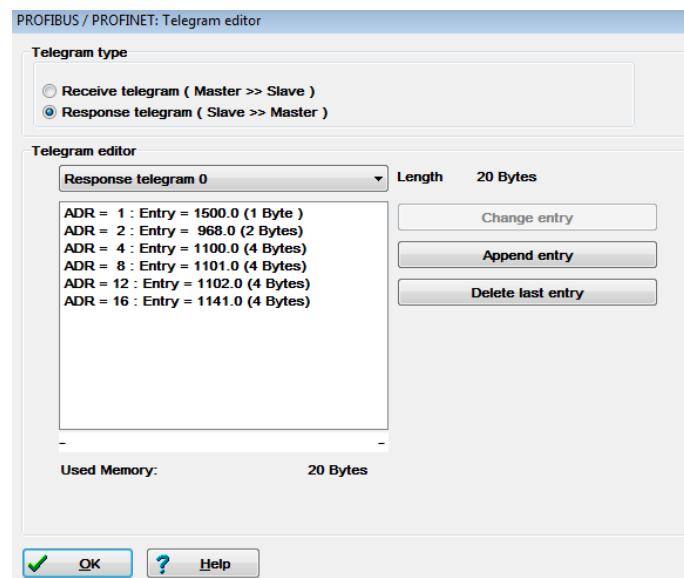 PROFIBUS / PROFINET: Telegram editor
Telegram type
Receive telegram ( Master >> Slave )
Response telegram ( Slave >> Master )
Telegram editor
Response telegram 0
Length 20 Bytes
ADR = 1 : Entry = 1500.0 (1 Byte )
ADR = 2 : Entry = 968.0 (2 Bytes)
ADR = 4 : Entry = 1100.0 (4 Bytes)
ADR = 8 : Entry = 1101.0 (4 Bytes)
ADR = 12 : Entry = 1102.0 (4 Bytes)
ADR = 16 : Entry = 1141.0 (4 Bytes)
Change entry
Append entry
Delete last entry
– –
Used Memory: 20 Bytes
OK ? Help